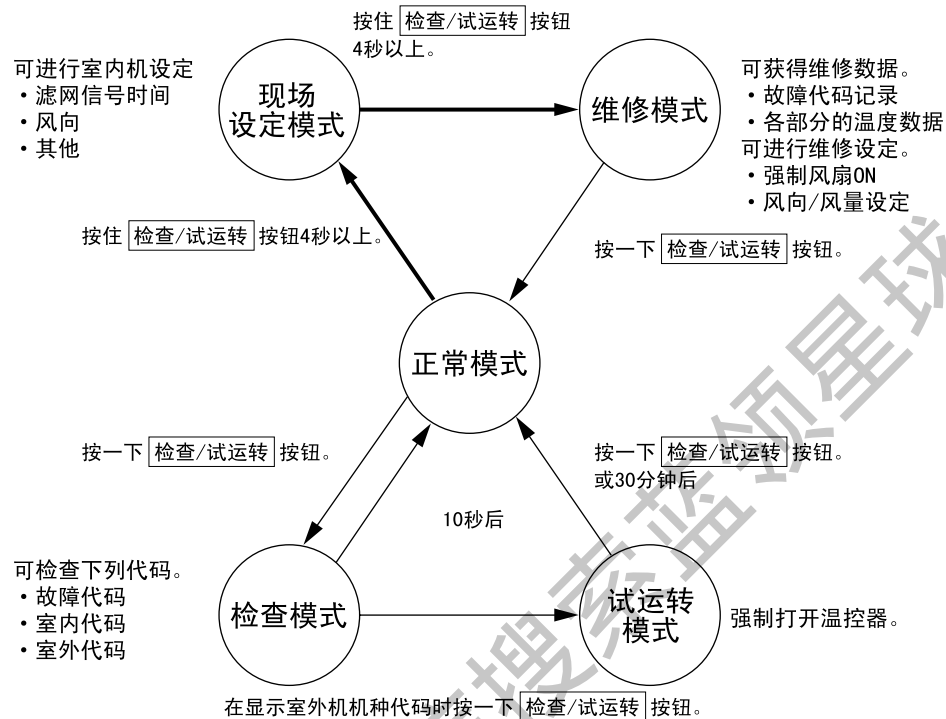 按住 检查/试运转 按钮
4秒以上。
可进行室内机设定
・滤网信号时间
・风向
・其他
现场
设定模式
维修模式
可获得维修数据。
・故障代码记录
・各部分的温度数据
可进行维修设定。
・强制风扇ON
・风向/风量设定
按住 检查/试运转 按钮4秒以上。
按一下 检查/试运转 按钮。
正常模式
按一下 检查/试运转 按钮。
按一下 检查/试运转 按钮。
或30分钟后
10秒后
可检查下列代码。
・故障代码
・室内代码
・室外代码
检查模式
试运转
模式
强制打开温控器。
在显示室外机机种代码时按一下 检查/试运转 按钮。
搜索蓝领星球